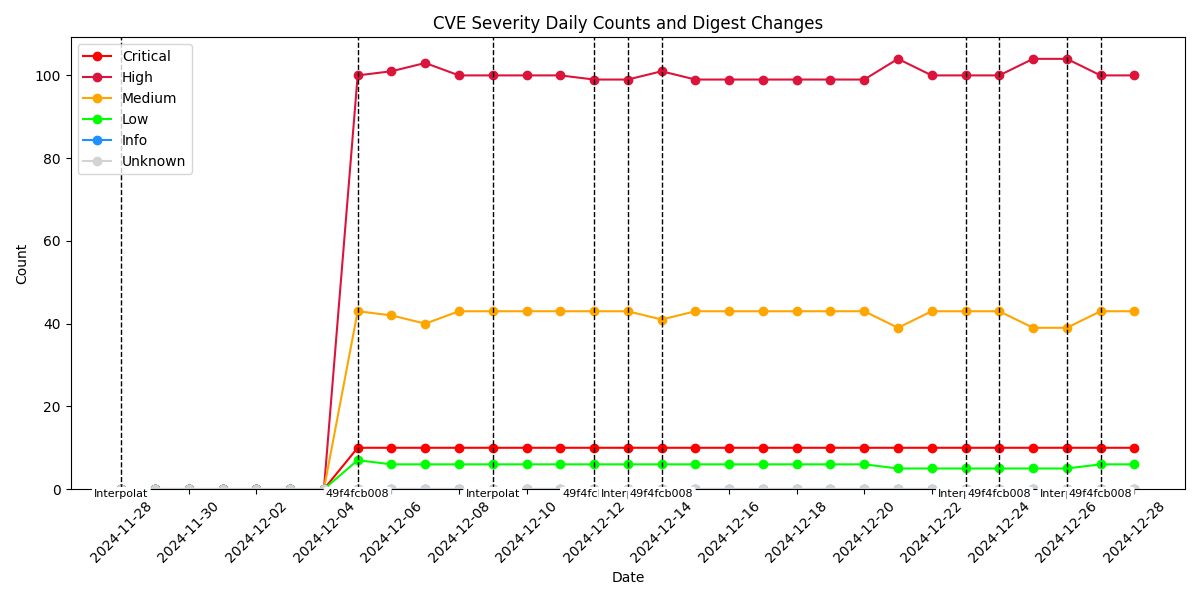 CVE Severity Daily Counts and Digest Changes
Critical
High
Medium
Low
Info
Unknown
Count
100
80
60
40
20
0
Interpolat
49f4fcb008
Interpolat
49f4fc
Inter
49f4fcb008
Inter
49f4fcb008
Inter
49f4fcb008
2024-11-28
2024-11-30
2024-12-02
2024-12-04
2024-12-06
2024-12-08
2024-12-10
2024-12-12
2024-12-14
2024-12-16
2024-12-18
2024-12-20
2024-12-22
2024-12-24
2024-12-26
2024-12-28
Date